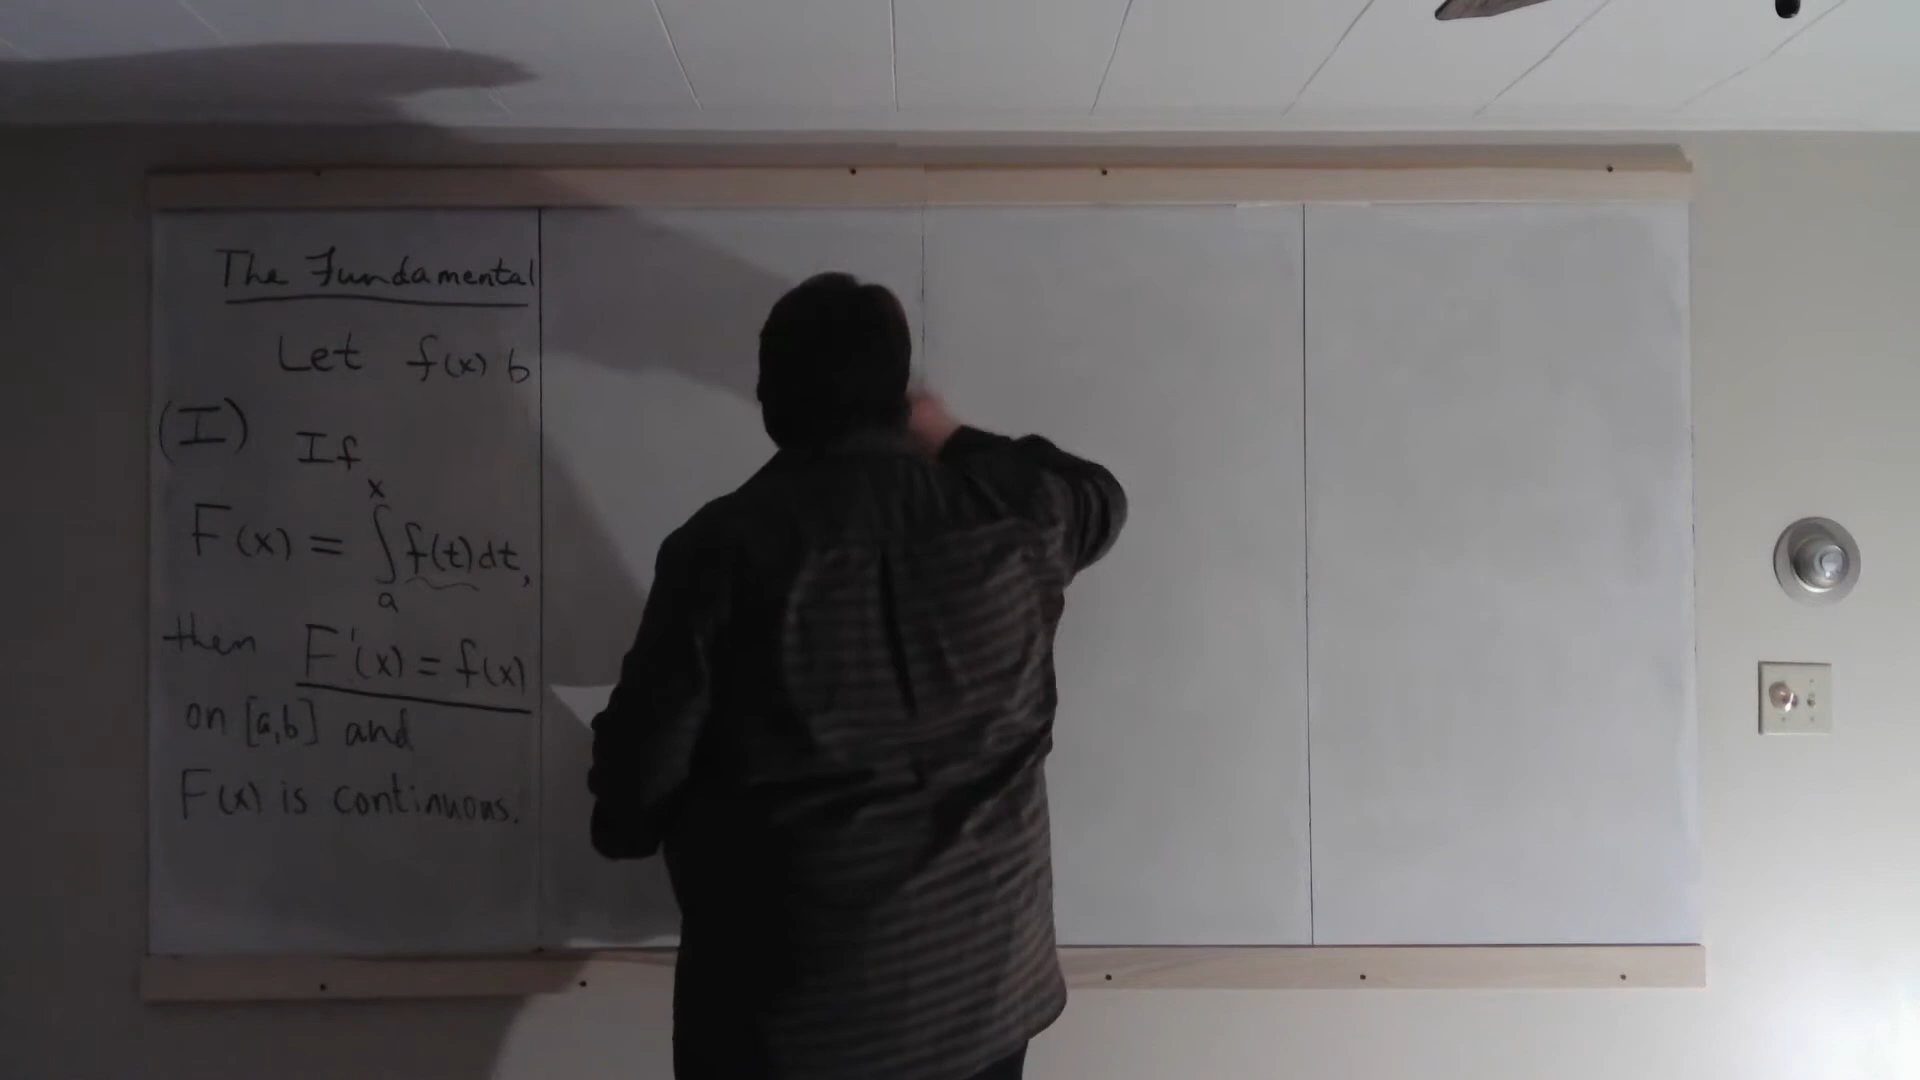 The Fundamental
Let f(x) b
(I) If
F(x) = ∫ₐˣ f(t)dt,
then F'(x) = f(x)
on [a,b] and
F(x) is continuous.